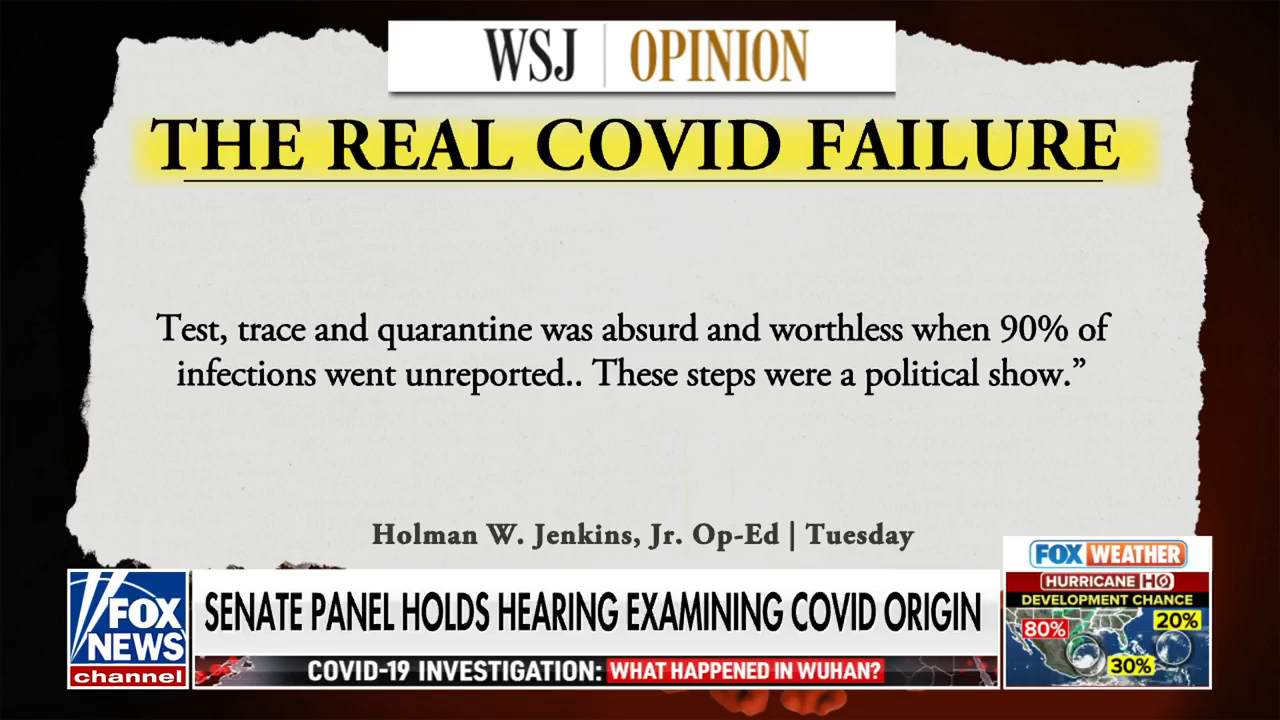 WSJ | OPINION
THE REAL COVID FAILURE
Test, trace and quarantine was absurd and worthless when 90% of
infections went unreported.. These steps were a political show.”
Holman W. Jenkins, Jr. Op-Ed | Tuesday
FOX WEATHER
HURRICANE HQ
DEVELOPMENT CHANCE
80%
20%
30%
FOX
NEWS
channel
SENATE PANEL HOLDS HEARING EXAMINING COVID ORIGIN
COVID-19 INVESTIGATION: WHAT HAPPENED IN WUHAN?